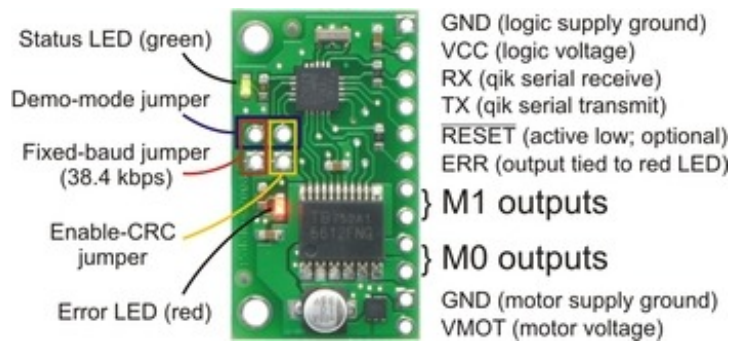 Status LED (green)
Demo-mode jumper
Fixed-baud jumper
(38.4 kbps)
Enable-CRC
jumper
Error LED (red)
GND (logic supply ground)
VCC (logic voltage)
RX (qik serial receive)
TX (qik serial transmit)
RESET (active low; optional)
ERR (output tied to red LED)
} M1 outputs
} M0 outputs
GND (motor supply ground)
VMOT (motor voltage)
6612FNG